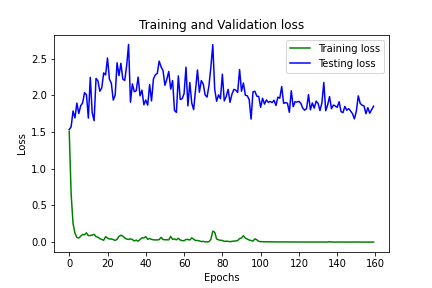 Training and Validation loss
Training loss
Testing loss
Loss
2.5
2.0
1.5
1.0
0.5
0.0
0 20 40 60 80 100 120 140 160
Epochs